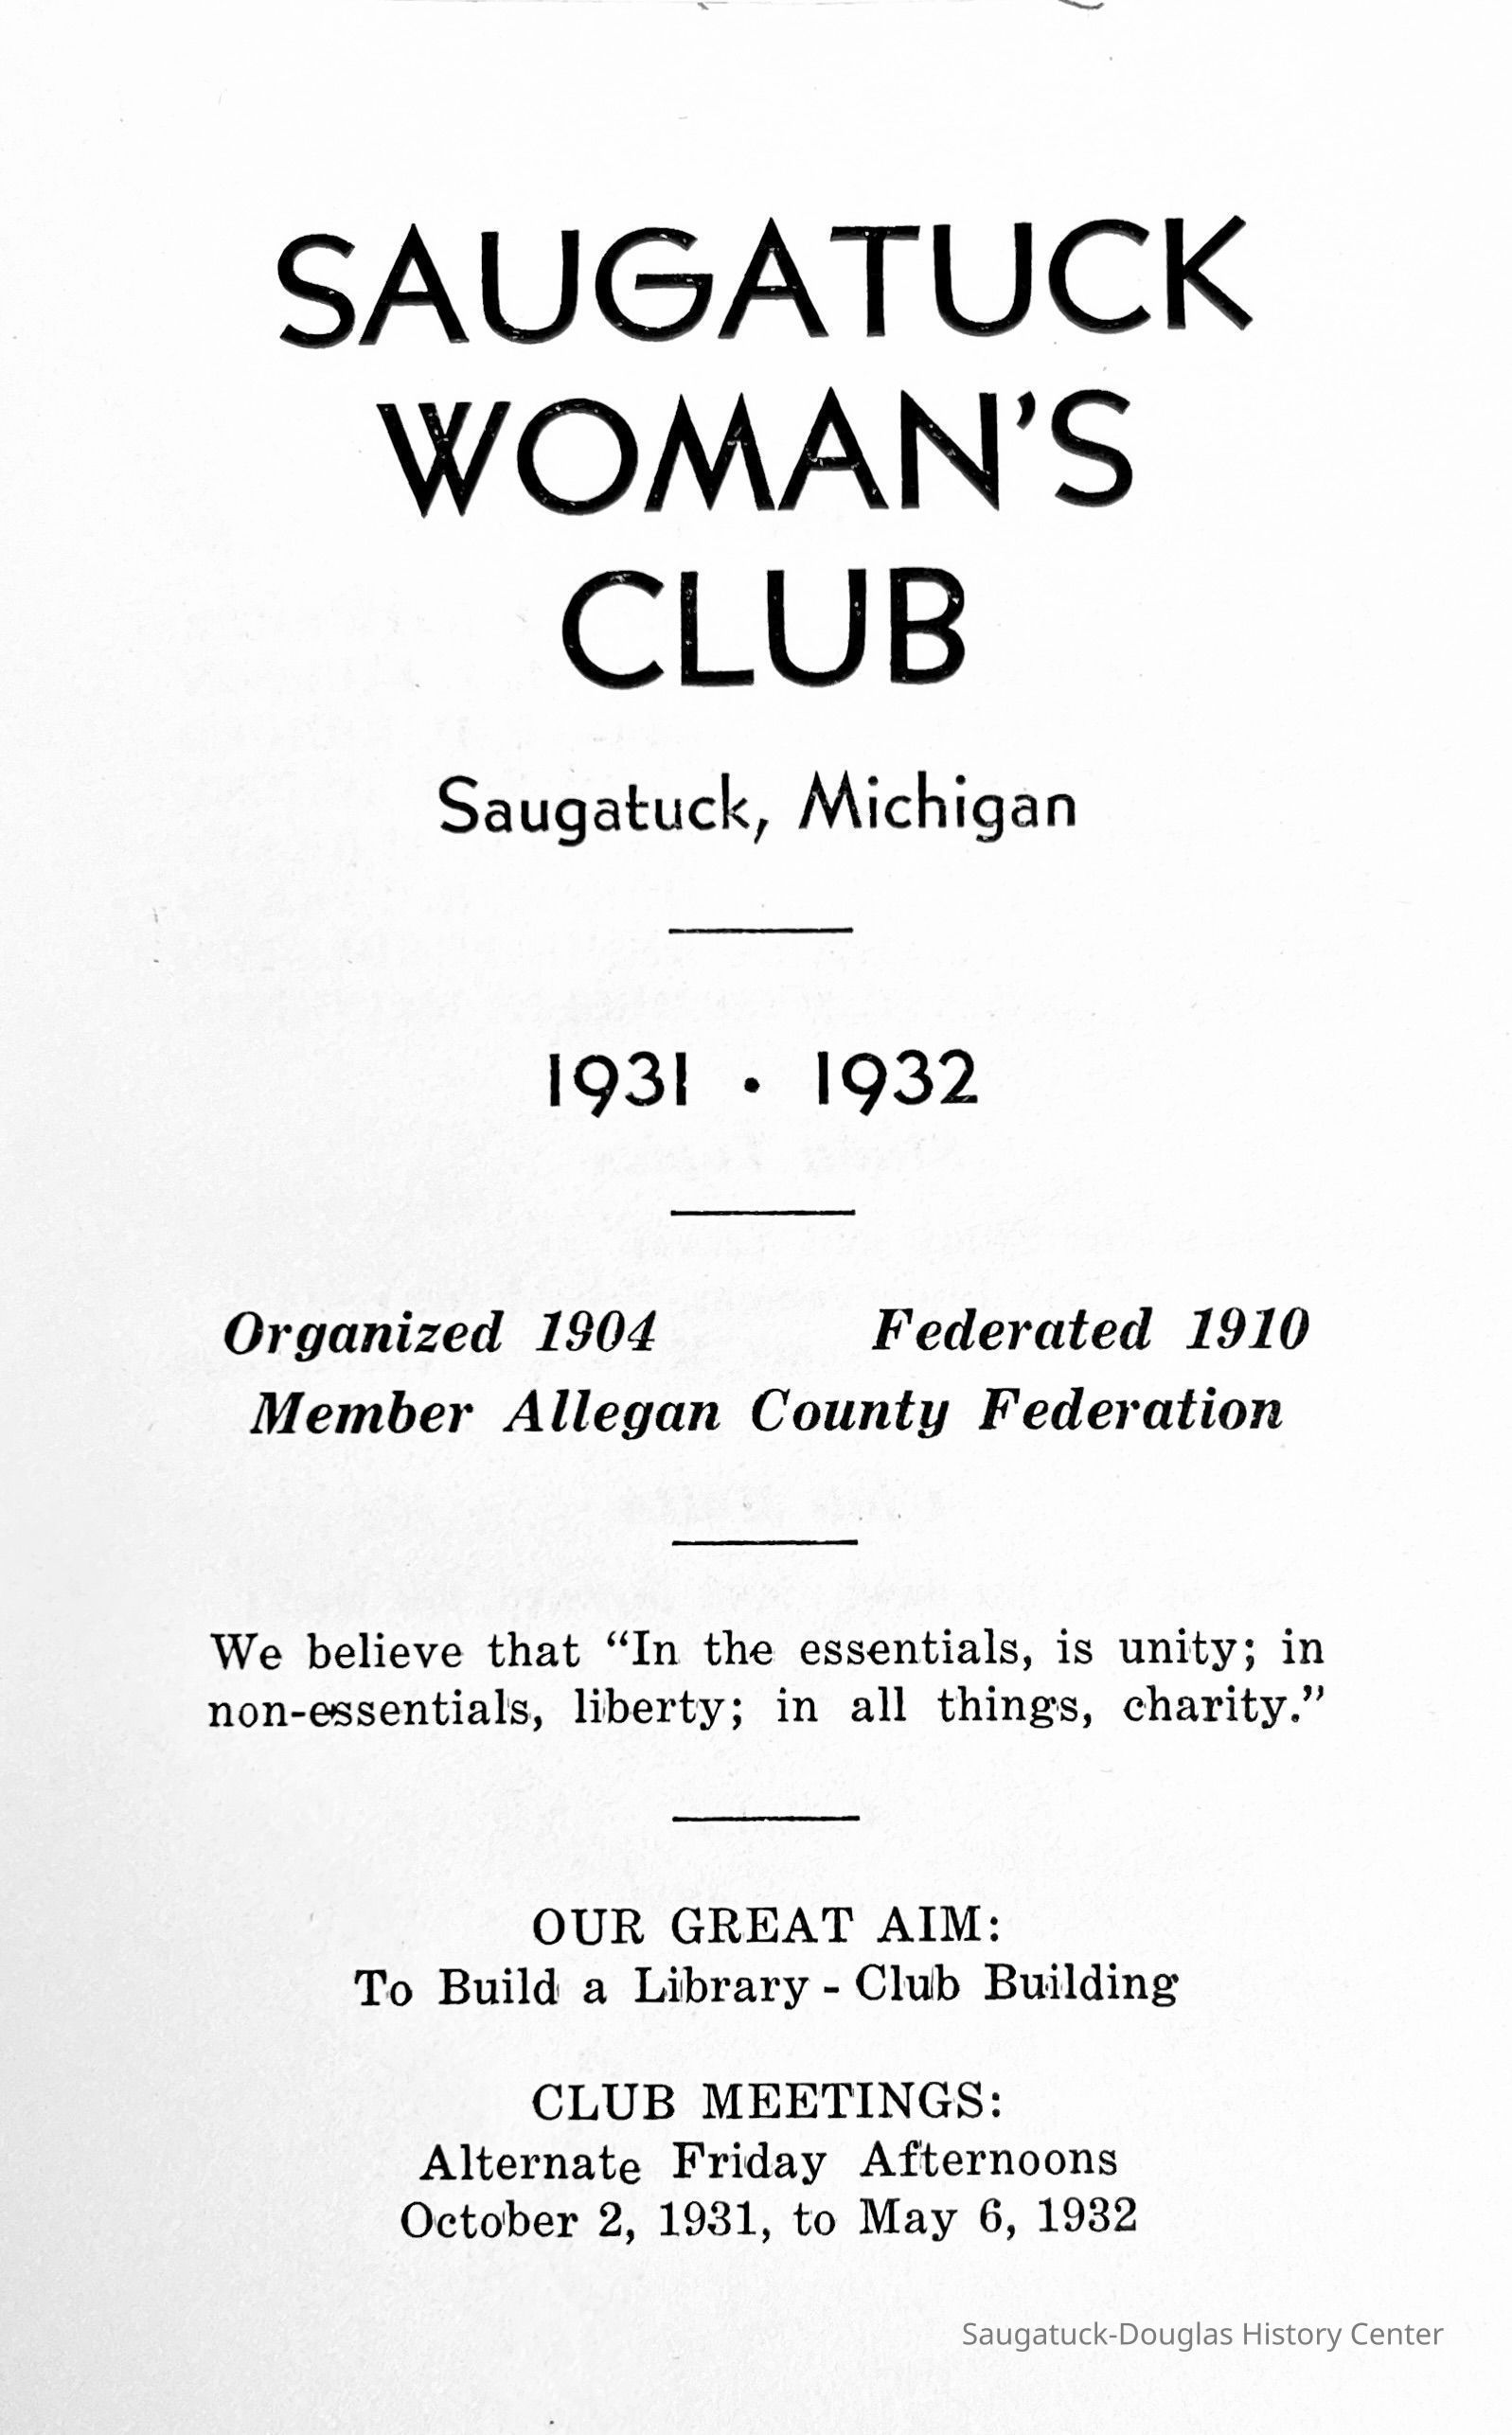 SAUGATUCK
WOMAN'S
CLUB
Saugatuck, Michigan
1931 · 1932
Organized 1904 Federated 1910
Member Allegan County Federation
We believe that “In the essentials, is unity; in
non-essentials, liberty; in all things, charity.”
OUR GREAT AIM:
To Build a Library - Club Building
CLUB MEETINGS:
Alternate Friday Afternoons
October 2, 1931, to May 6, 1932
Saugatuck-Douglas History Center